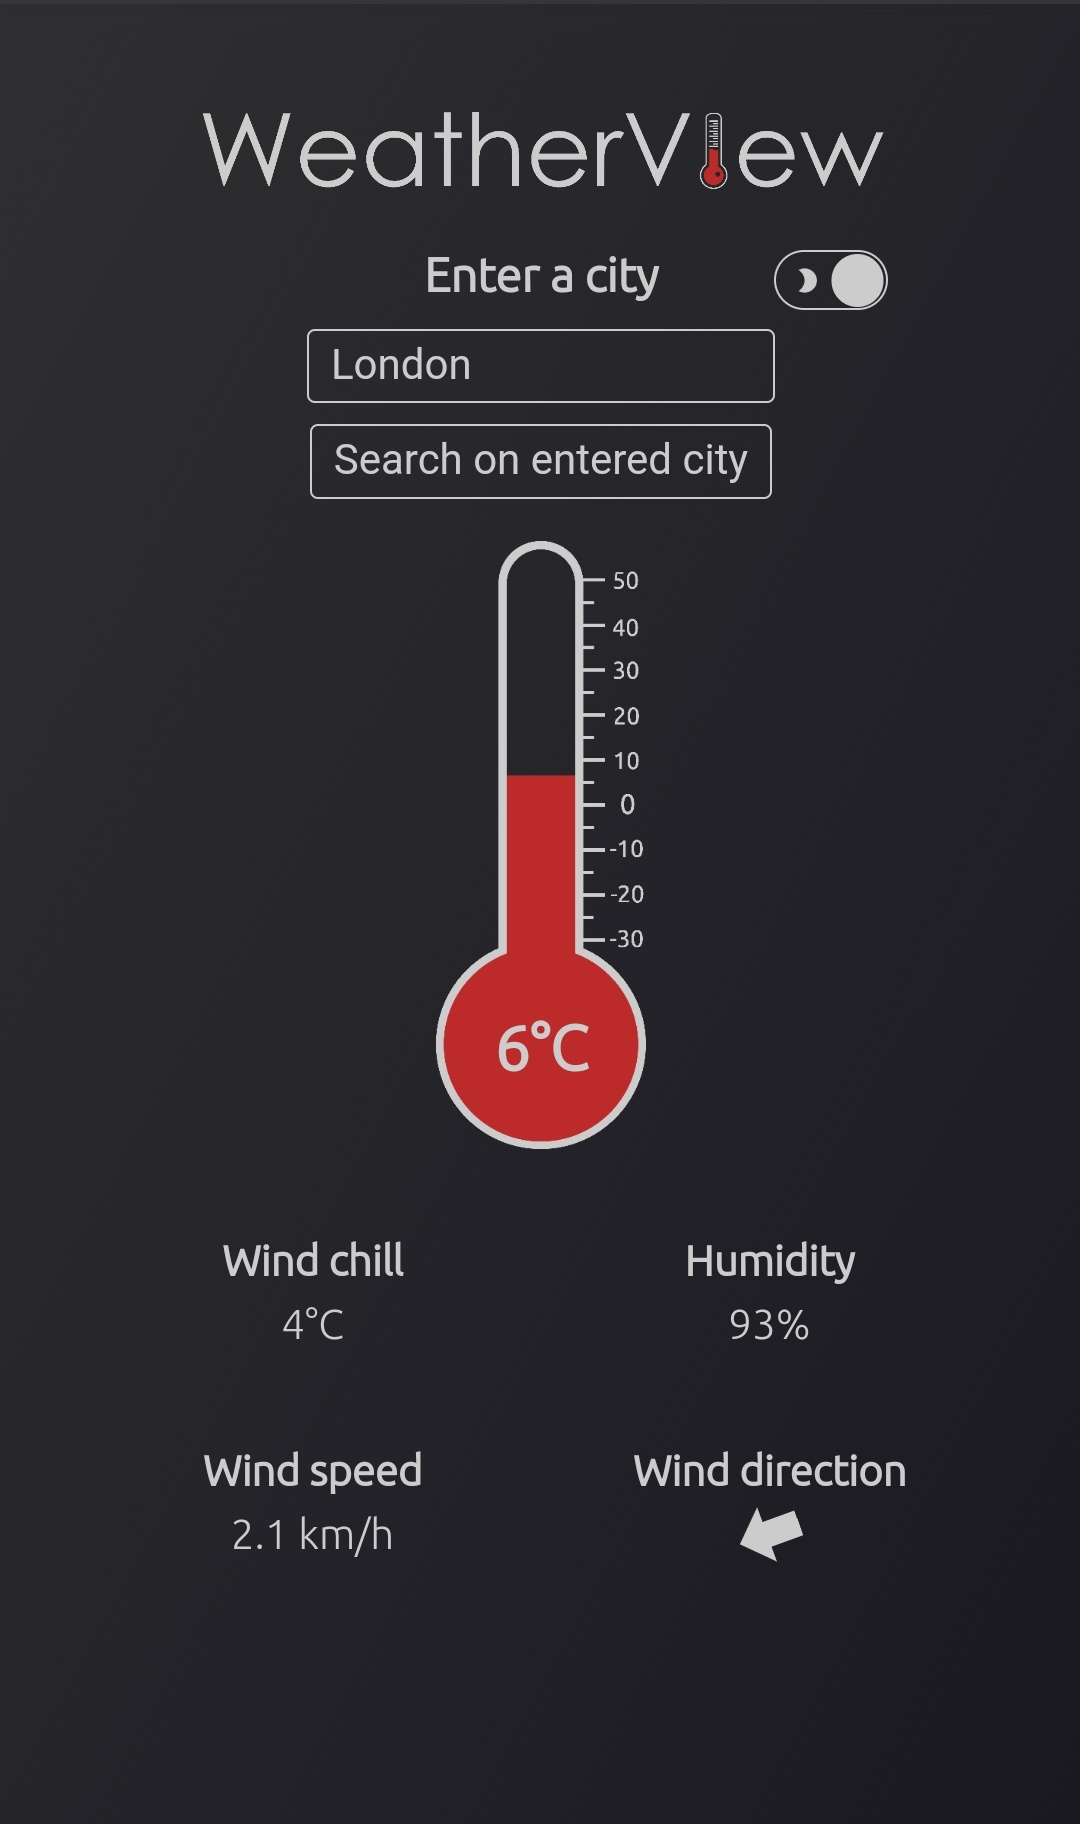 WeatherView
Enter a city
London
Search on entered city
50
40
30
20
10
0
-10
-20
-30
6°C
Wind chill
Humidity
4°C
93%
Wind speed
Wind direction
2.1 km/h